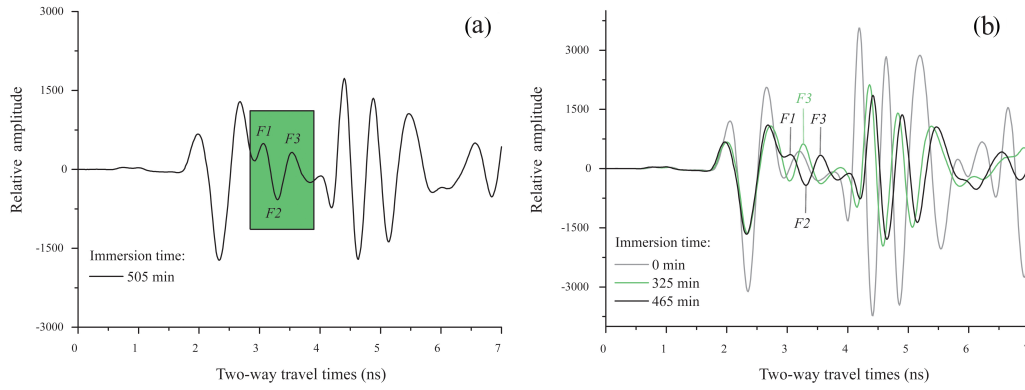 (a)
3000
1500
0
-1500
-3000
Relative amplitude
F1
F3
F2
Immersion time:
505 min
0 1 2 3 4 5 6 7
Two-way travel times (ns)
(b)
3000
1500
0
-1500
-3000
Relative amplitude
F3
F1 F3
F2
Immersion time:
0 min
325 min
465 min
0 1 2 3 4 5 6 7
Two-way travel times (ns)